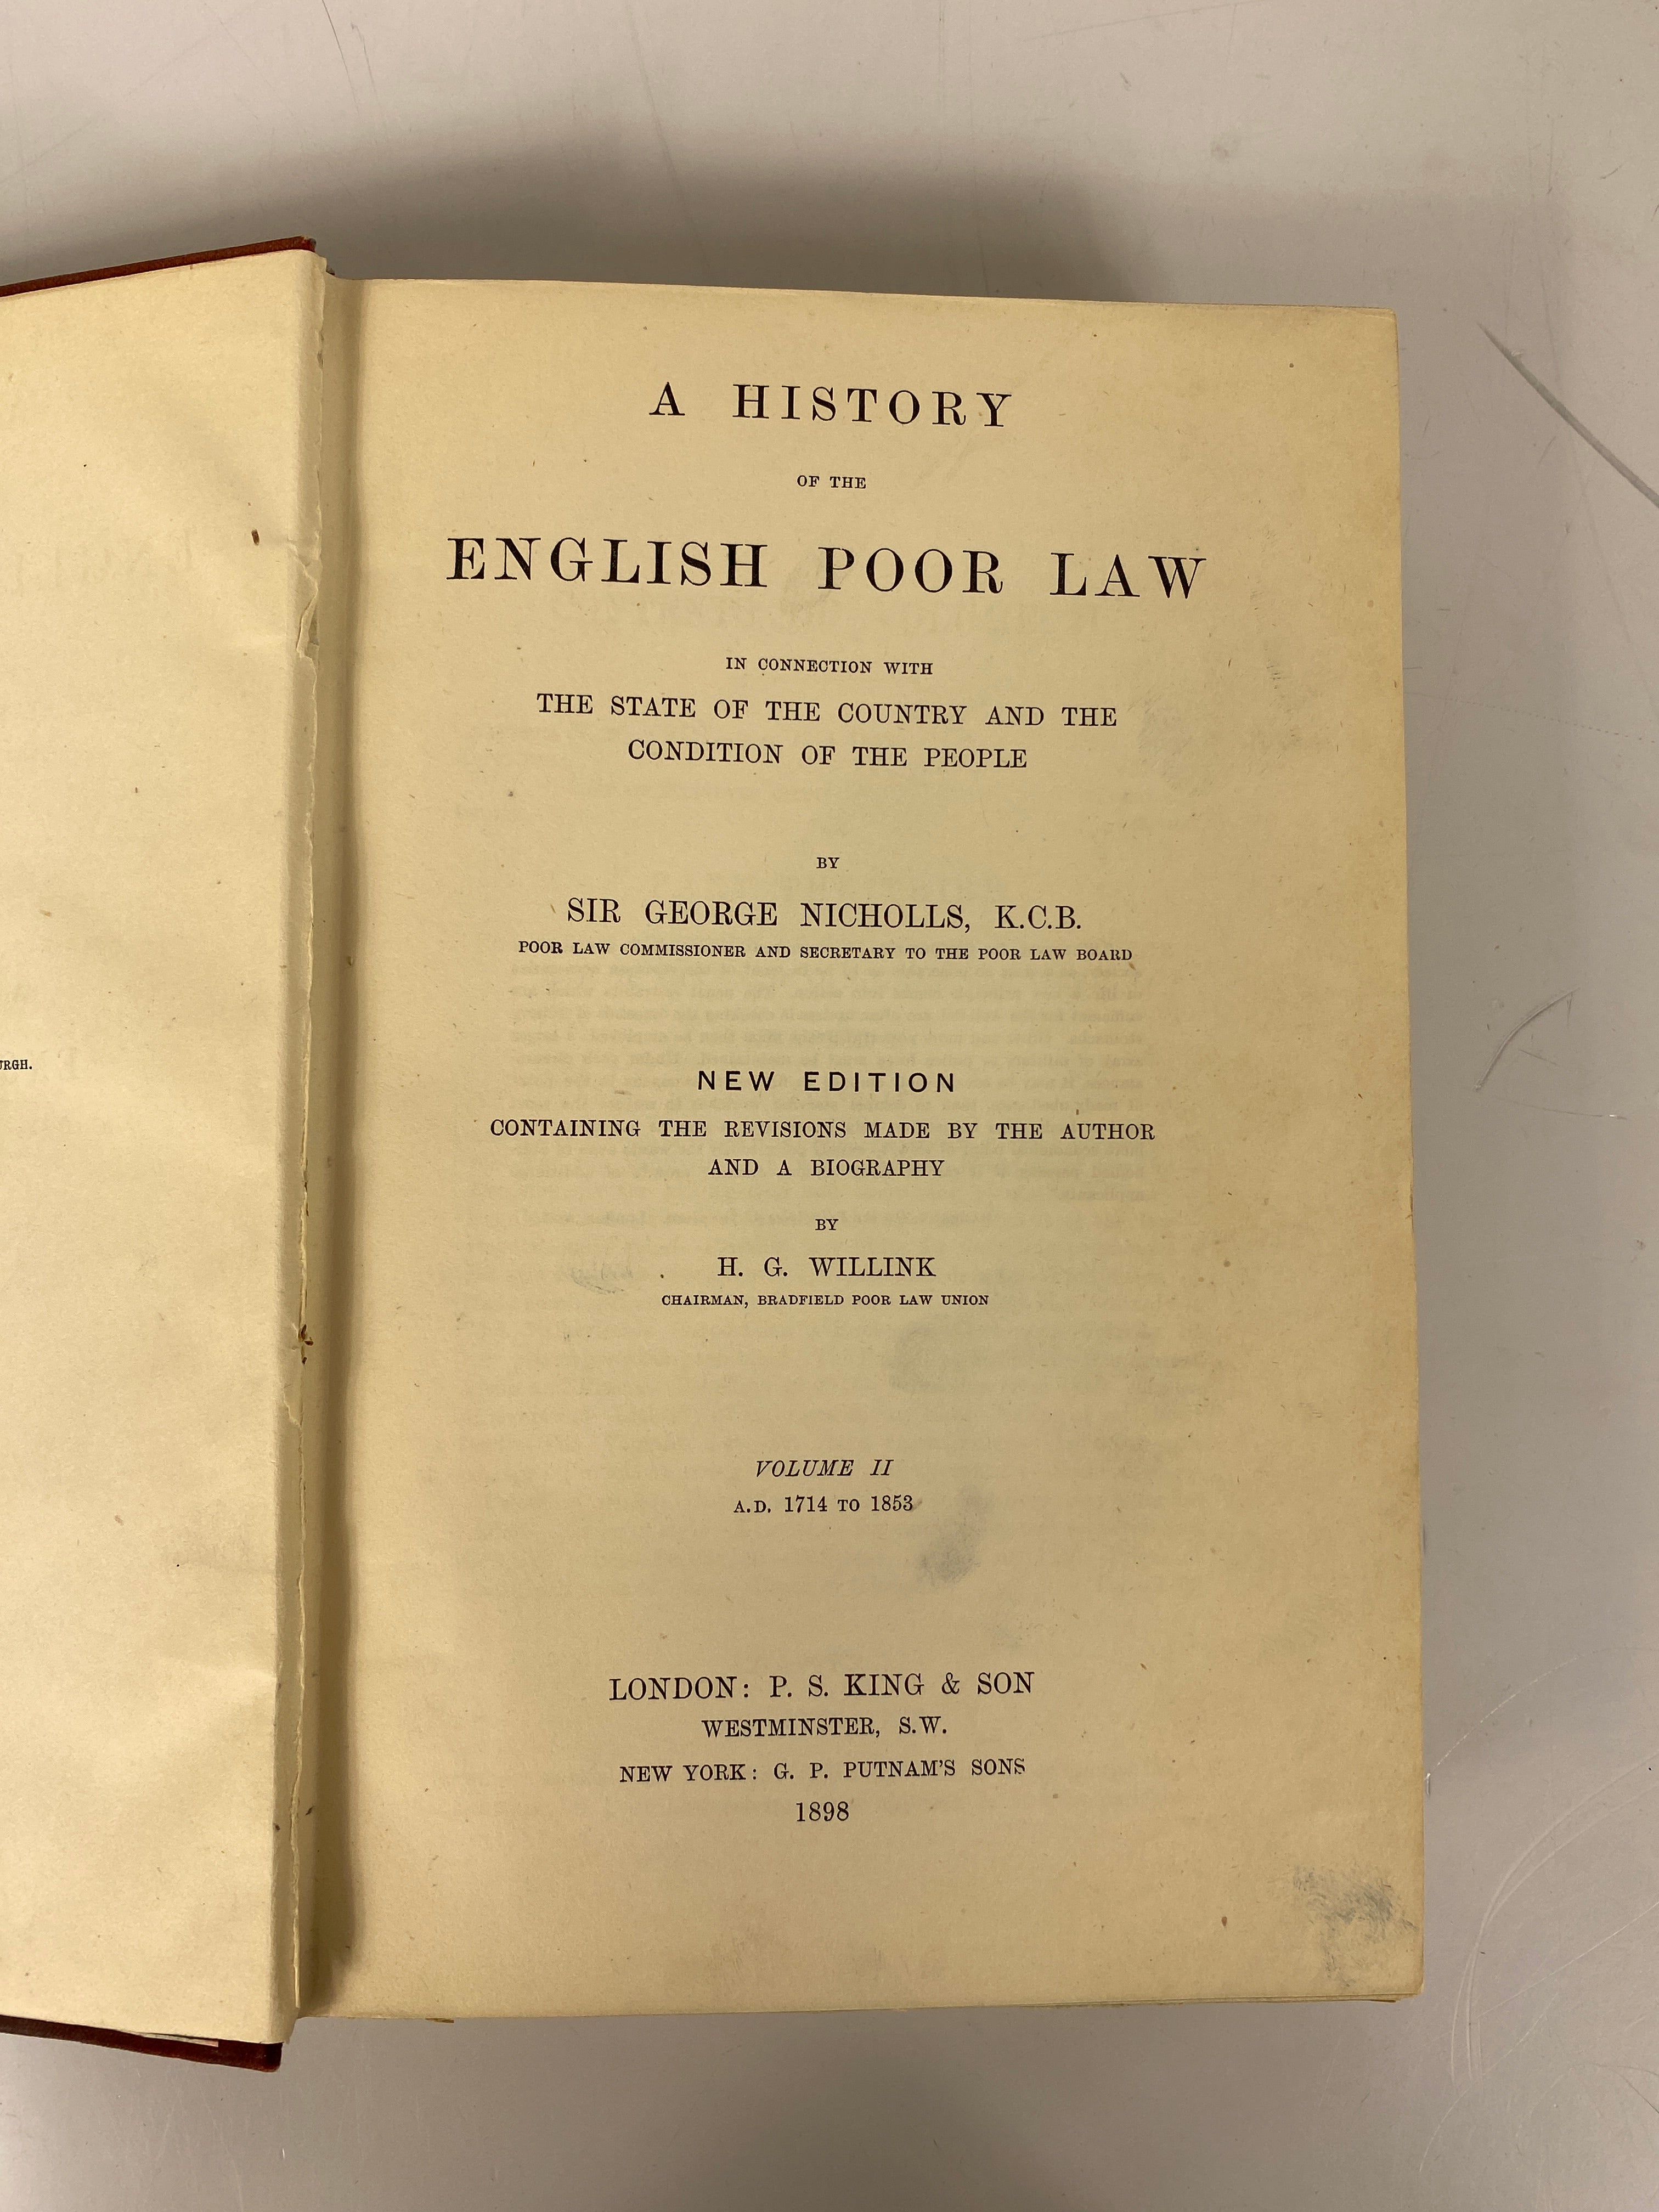 URGH.
A HISTORY
OF THE
ENGLISH POOR LAW
IN CONNECTION WITH
THE STATE OF THE COUNTRY AND THE
CONDITION OF THE PEOPLE
BY
SIR GEORGE NICHOLLS, K.C.B.
POOR LAW COMMISSIONER AND SECRETARY TO THE POOR LAW BOARD
NEW EDITION
CONTAINING THE REVISIONS MADE BY THE AUTHOR
AND A BIOGRAPHY
BY
H. G. WILLINK
CHAIRMAN, BRADFIELD POOR LAW UNION
VOLUME II
A.D. 1714 TO 1853
LONDON: P. S. KING & SON
WESTMINSTER, S.W.
NEW YORK: G. P. PUTNAM'S SONS
1898